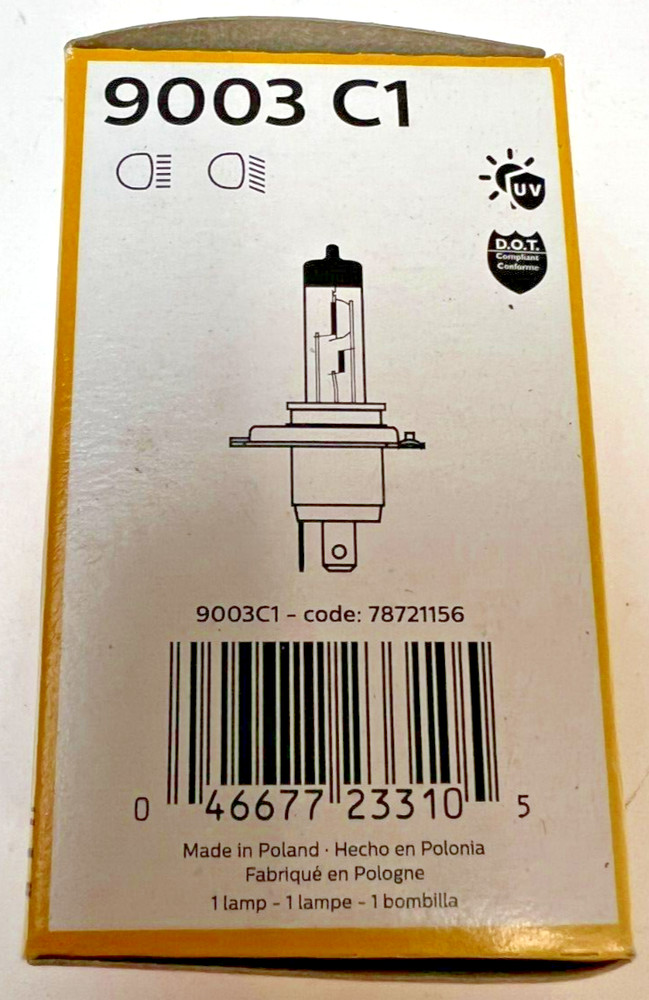 9003 C1
UV
D.O.T.
Compliant
Conforme
9003C1 - code: 78721156
0 46677 23310 5
Made in Poland · Hecho en Polonia
Fabriqué en Pologne
1 lamp - 1 lampe - 1 bombilla